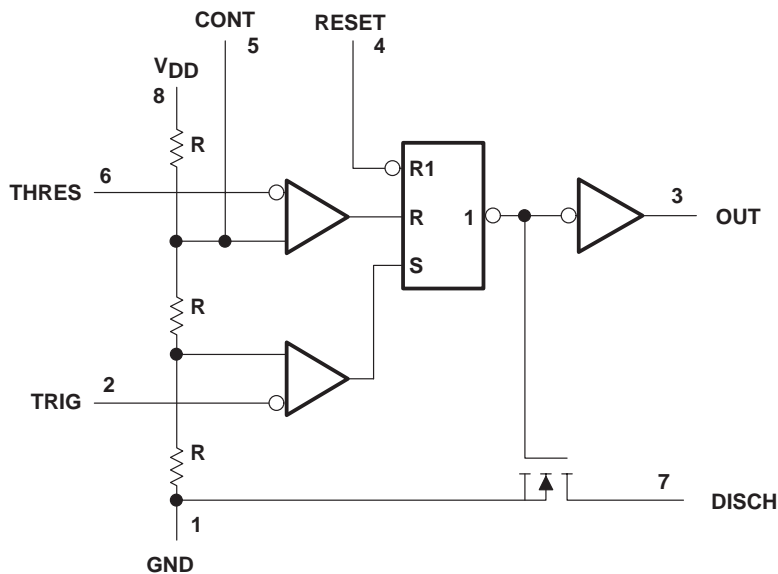 CONT
5
RESET
4
VDD
8
R
6
THRES
R1
R
1
S
3
OUT
R
2
TRIG
R
7
DISCH
1
GND